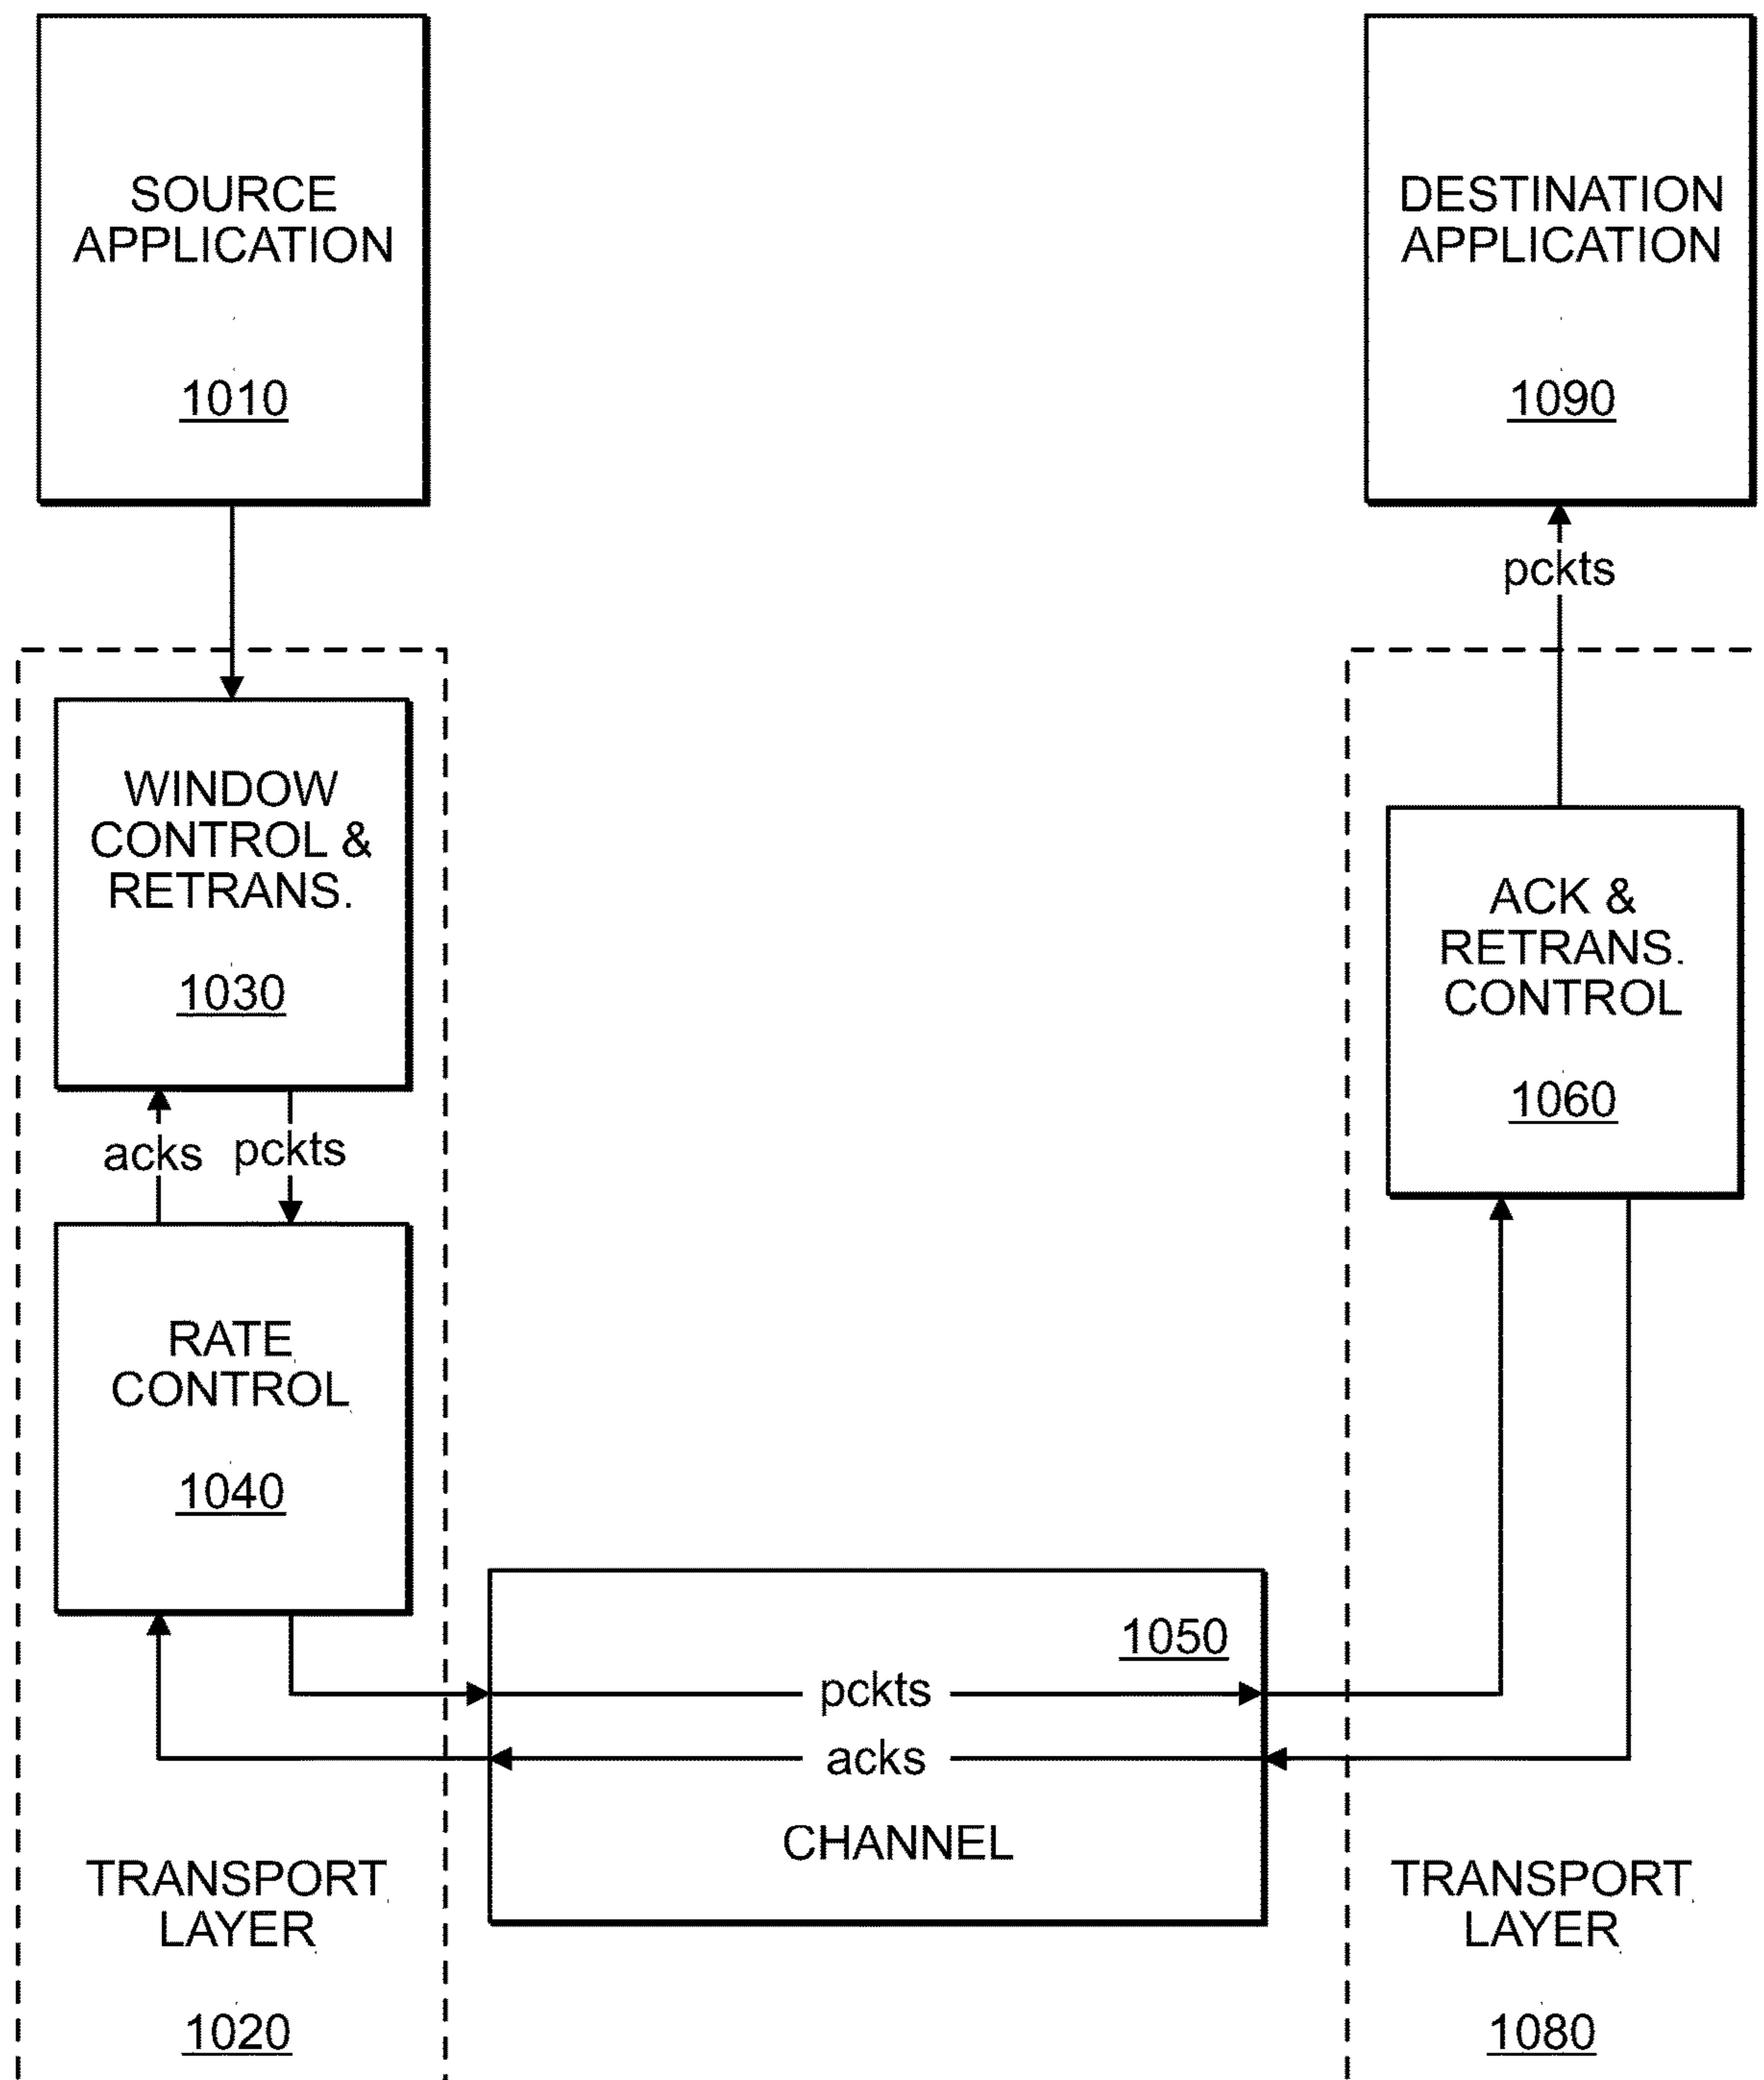 SOURCE
APPLICATION
1010
DESTINATION
APPLICATION
1090
pckts
WINDOW
CONTROL &
RETRANS.
1030
acks
pckts
ACK &
RETRANS.
CONTROL
1060
RATE
CONTROL
1040
1050
pckts
acks
CHANNEL
TRANSPORT
LAYER
1020
TRANSPORT
LAYER
1080